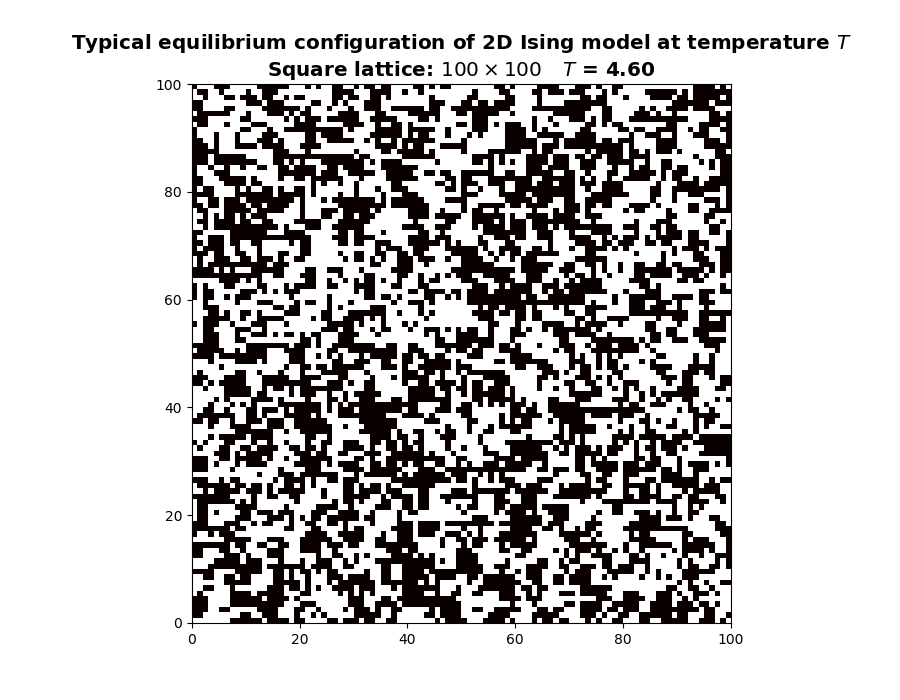 Typical equilibrium configuration of 2D Ising model at temperature T
Square lattice: 100 × 100 T = 4.60
100
80
60
40
20
0
0 20 40 60 80 100